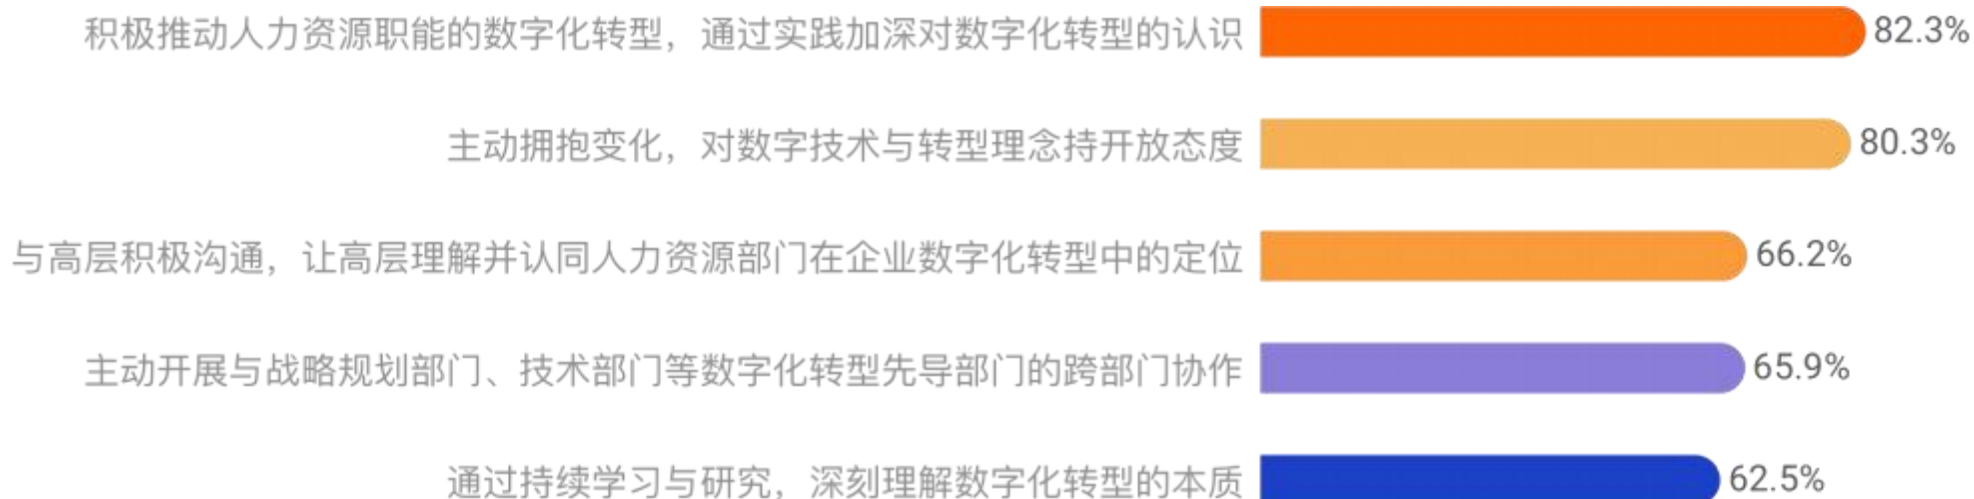 积极推动人力资源职能的数字化转型，通过实践加深对数字化转型的认识 82.3%
主动拥抱变化，对数字技术与转型理念持开放态度 80.3%
与高层积极沟通，让高层理解并认同人力资源部门在企业数字化转型中的定位 66.2%
主动开展与战略规划部门、技术部门等数字化转型先导部门的跨部门协作 65.9%
通过持续学习与研究，深刻理解数字化转型的本质 62.5%